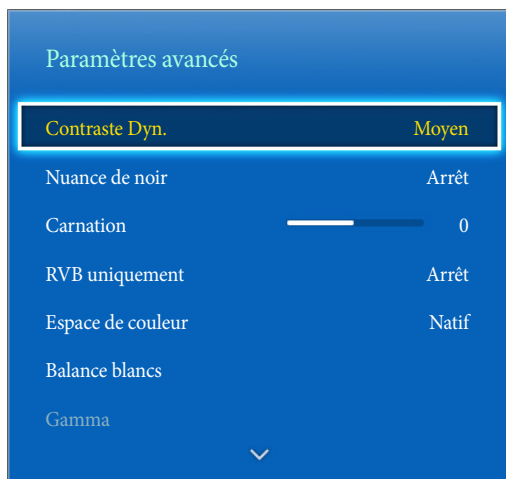 Paramètres avancés
Contraste Dyn. Moyen
Nuance de noir Arrêt
Carnation 0
RVB uniquement Arrêt
Espace de couleur Natif
Balance blancs
Gamma